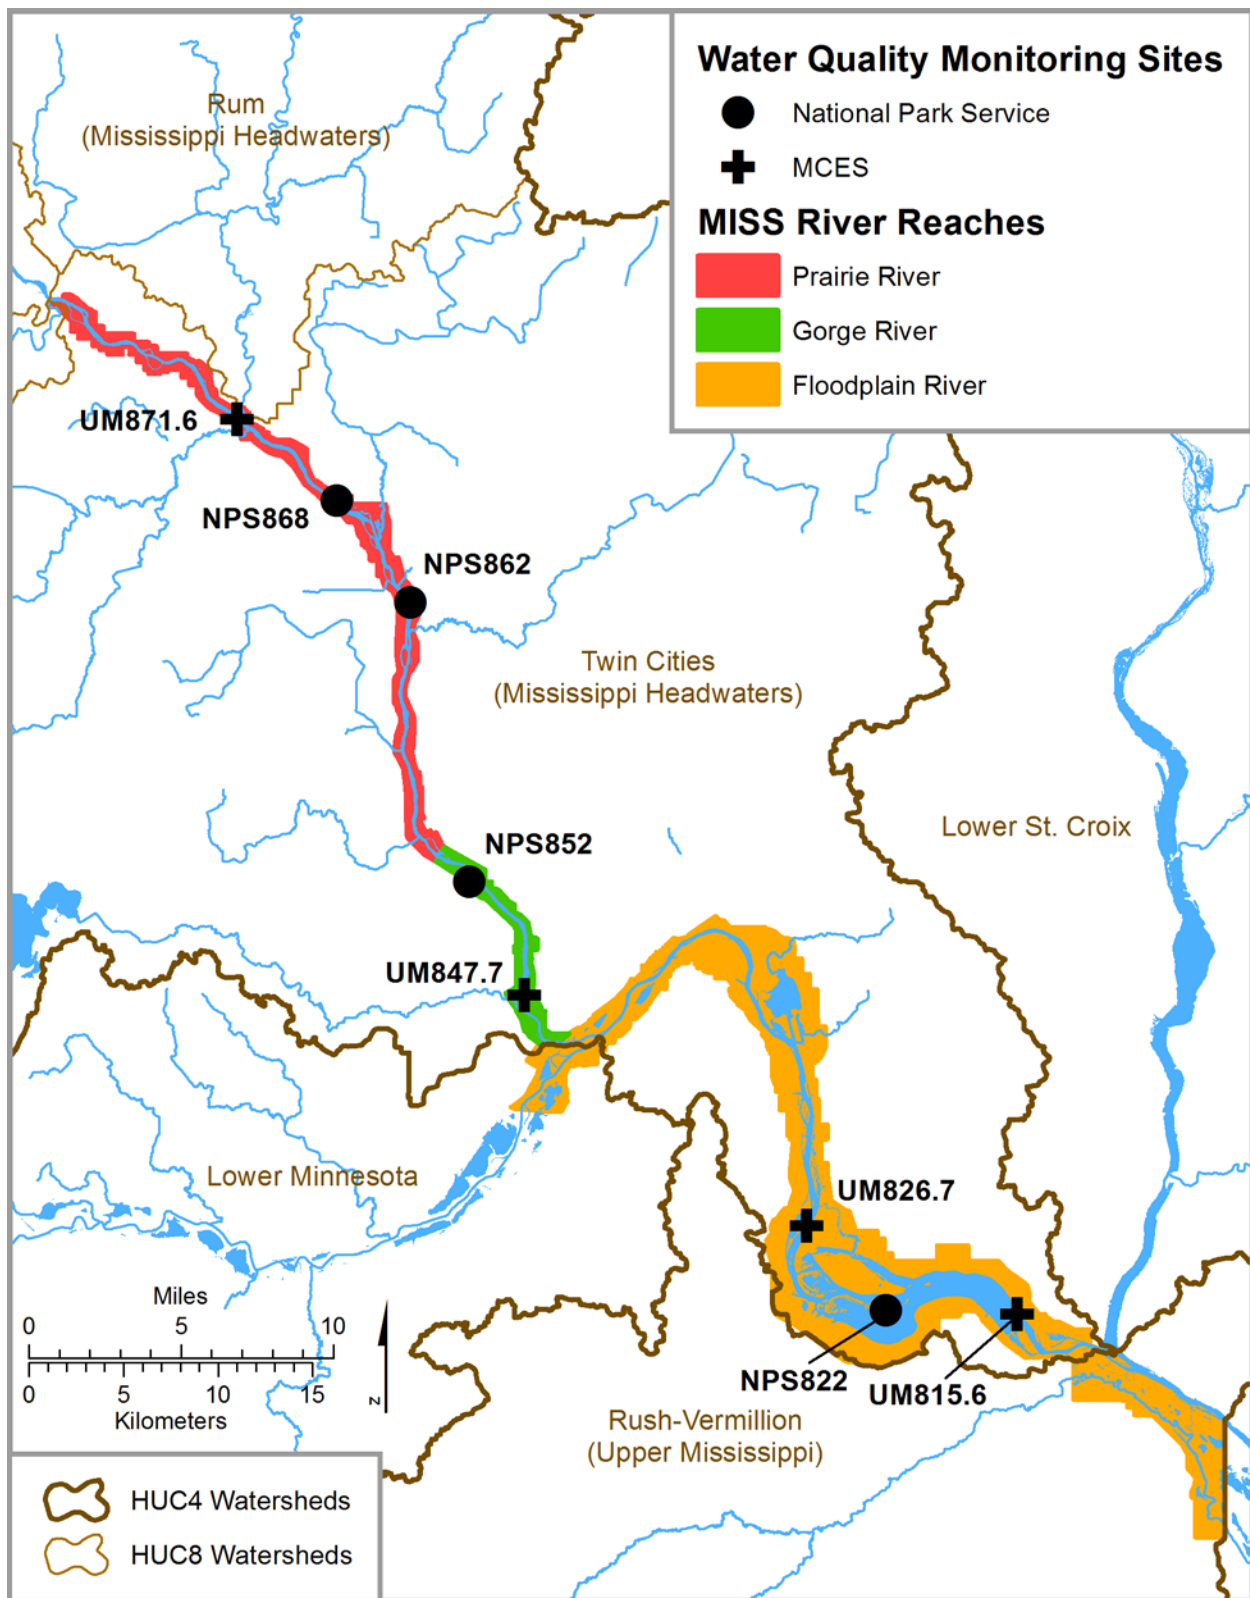 Water Quality Monitoring Sites
National Park Service
MCES
MISS River Reaches
Prairie River
Gorge River
Floodplain River
Rum
(Mississippi Headwaters)
UM871.6
NPS868
NPS862
Twin Cities
(Mississippi Headwaters)
NPS852
Lower St. Croix
UM847.7
Lower Minnesota
UM826.7
NPS822
UM815.6
Rush-Vermillion
(Upper Mississippi)
Miles
0 5 10
0 5 10 15
Kilometers
N
HUC4 Watersheds
HUC8 Watersheds